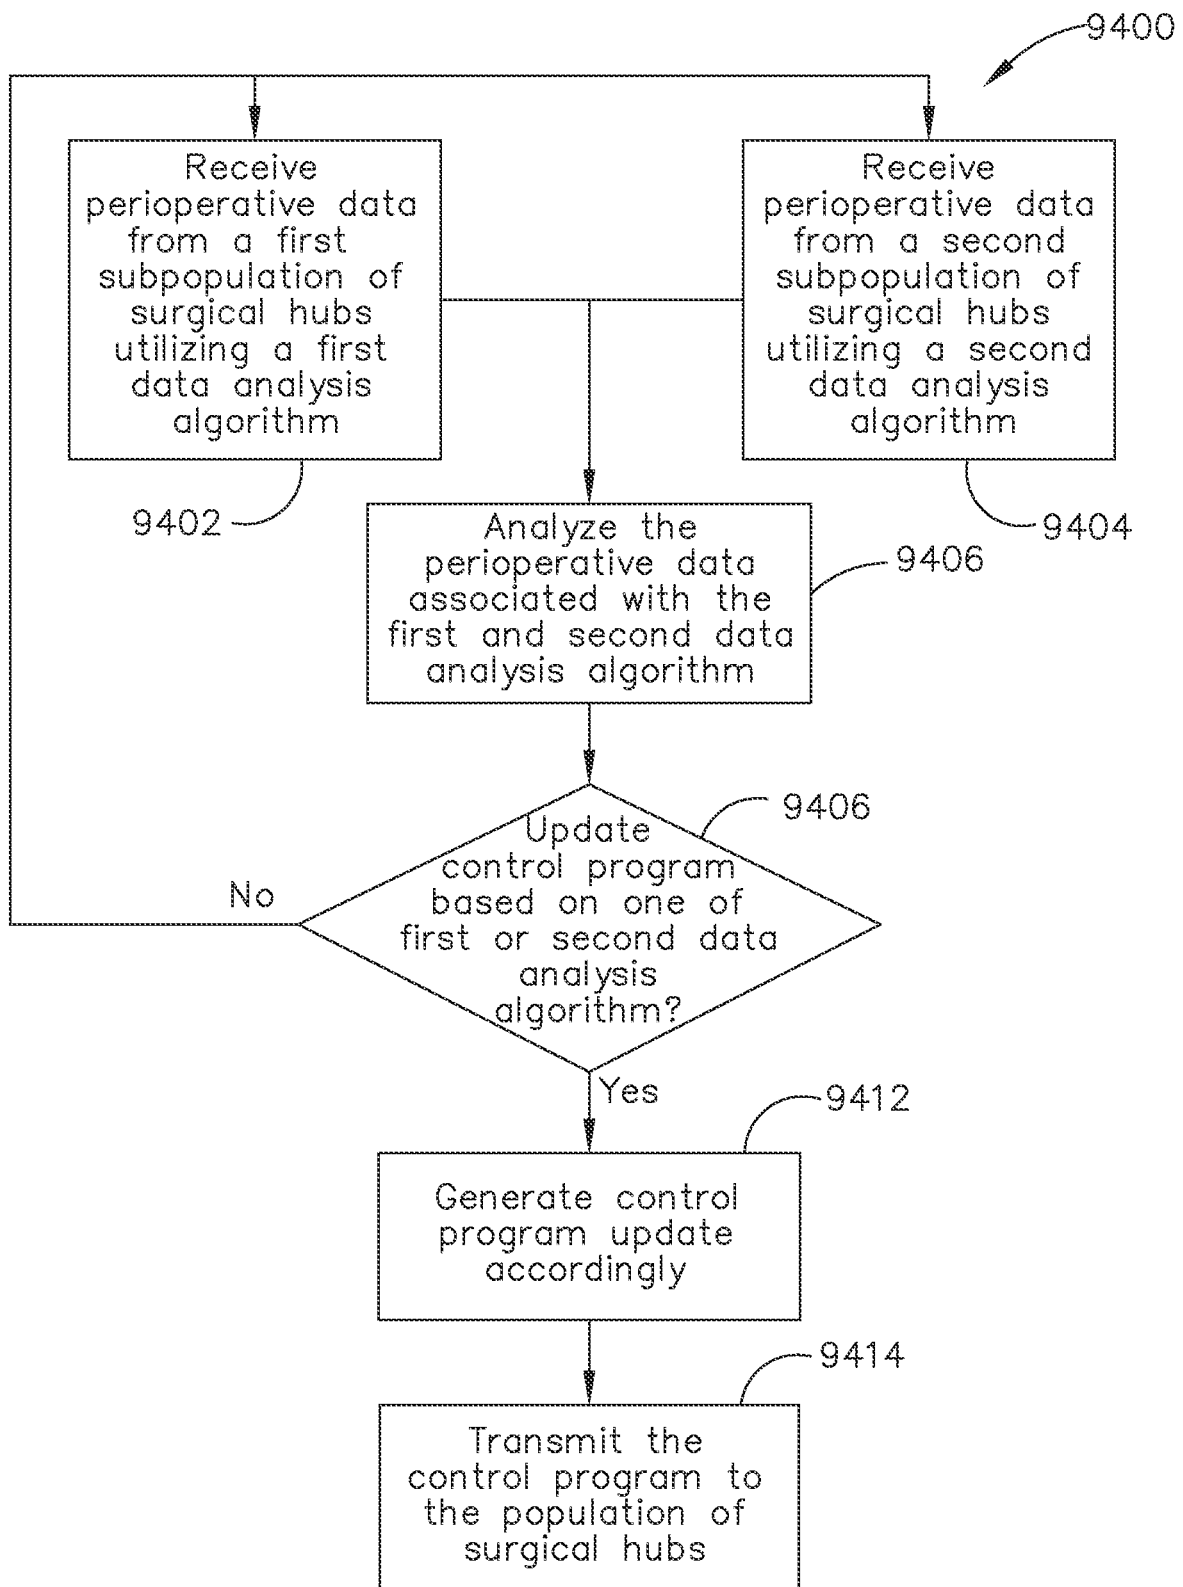 9400
Receive
perioperative data
from a first
subpopulation of
surgical hubs
utilizing a first
data analysis
algorithm
9402
Receive
perioperative data
from a second
subpopulation of
surgical hubs
utilizing a second
data analysis
algorithm
9404
Analyze the
perioperative data
associated with the
first and second data
analysis algorithm
9406
Update
control program
based on one of
first or second data
analysis
algorithm?
9406
No
Yes
Generate control
program update
accordingly
9412
Transmit the
control program to
the population of
surgical hubs
9414